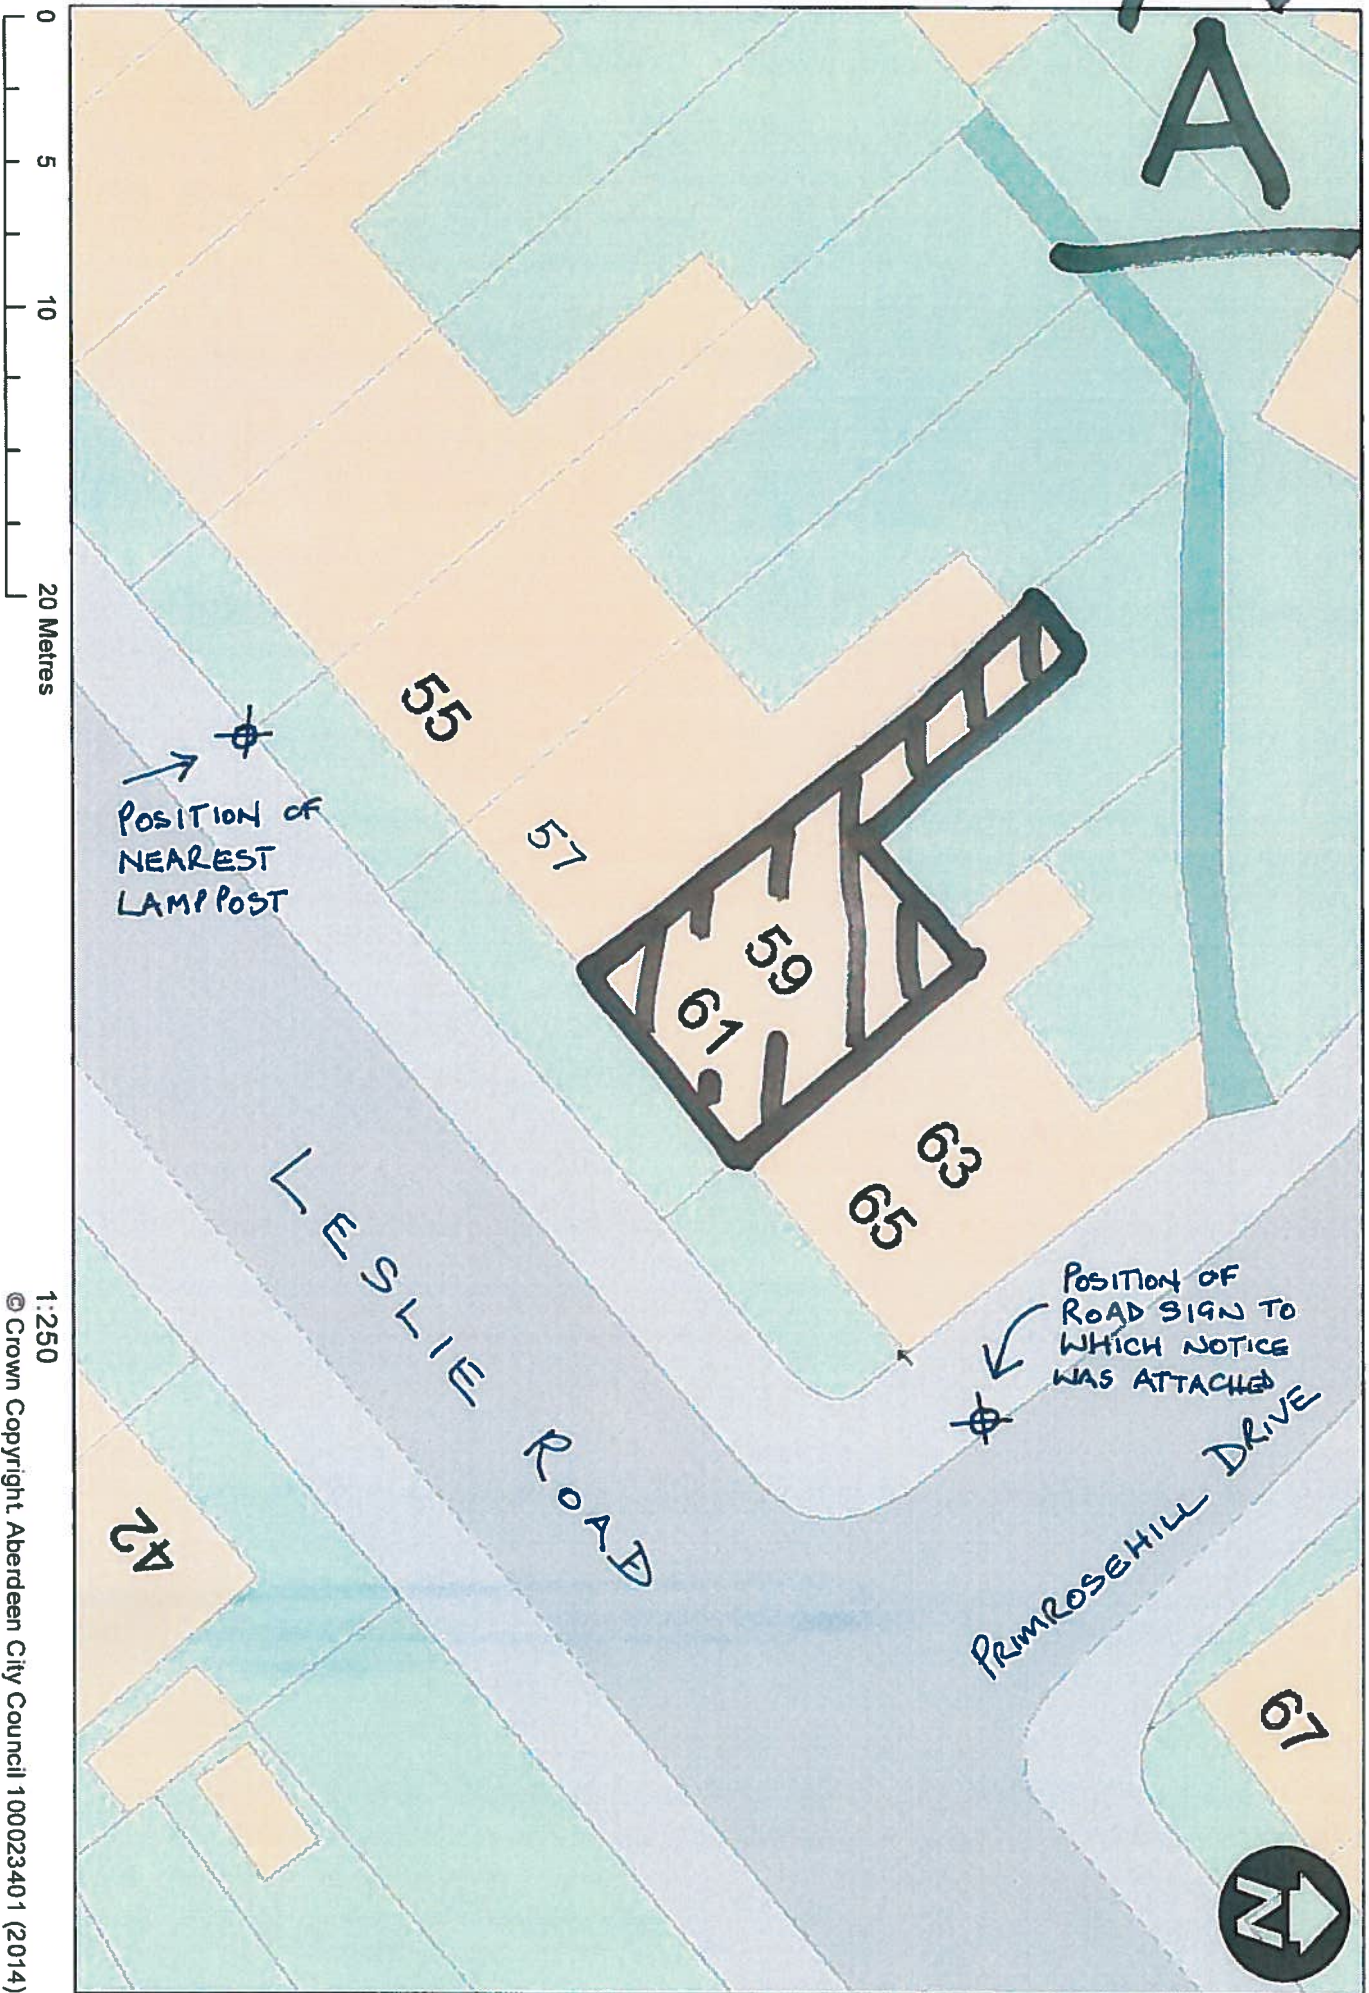 A
55
57
59
61
63
65
67
42
POSITION OF
NEAREST
LAMP POST
POSITION OF
ROAD SIGN TO
WHICH NOTICE
WAS ATTACHED
LESLIE ROAD
PRIMROSEHILL DRIVE
N
0 5 10 20 Metres
1:250
© Crown Copyright. Aberdeen City Council 100023401 (2014)